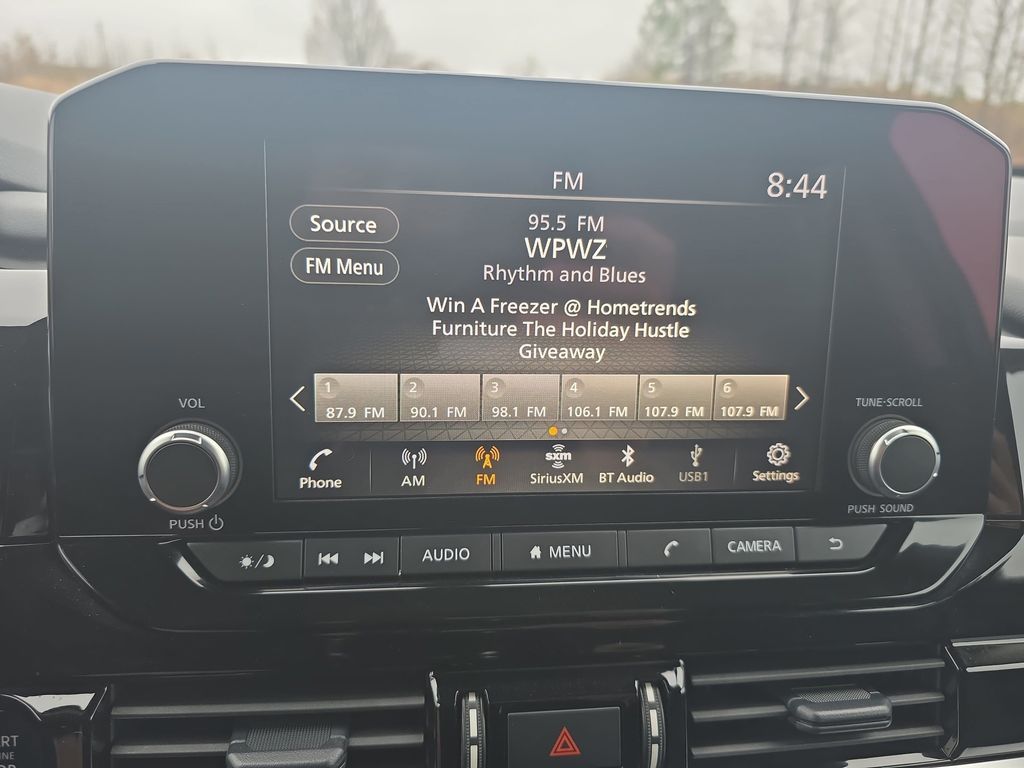 FM
8:44
Source
95.5 FM
WPWZ
FM Menu
Rhythm and Blues
Win A Freezer @ Hometrends
Furniture The Holiday Hustle
Giveaway
1
87.9 FM
2
90.1 FM
3
98.1 FM
4
106.1 FM
5
107.9 FM
6
107.9 FM
VOL
TUNE·SCROLL
Phone
AM
FM
sxm
SiriusXM
BT Audio
USB1
Settings
PUSH
PUSH SOUND
AUDIO
MENU
CAMERA